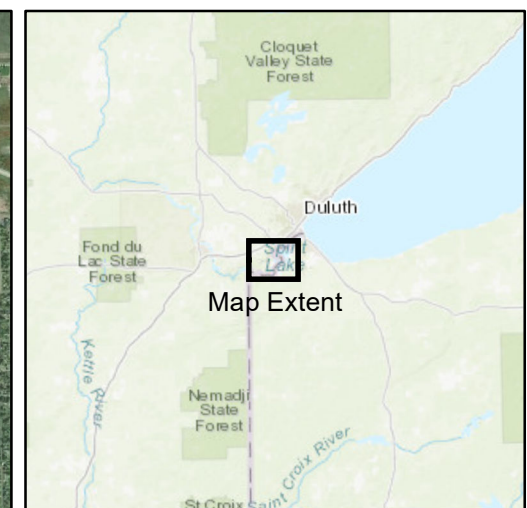 Cloquet
Valley State
Forest
Duluth
Spirit
Lake
Fond du
Lac State
Forest
Map Extent
Kettle River
Nemadji
State
Forest
St Croix
Saint Croix River